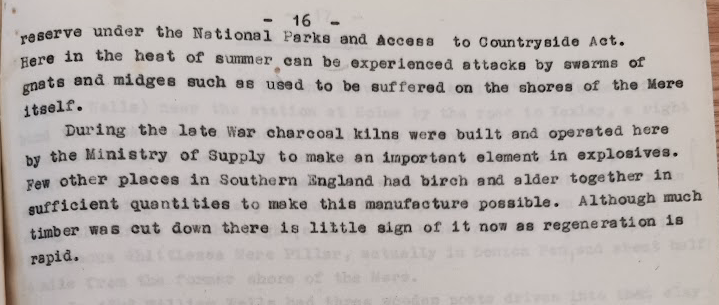 - 16 -
reserve under the National Parks and Access to Countryside Act.
Here in the heat of summer can be experienced attacks by swarms of
gnats and midges such as used to be suffered on the shores of the Mere
itself.
During the late War charcoal kilns were built and operated here
by the Ministry of Supply to make an important element in explosives.
Few other places in Southern England had birch and alder together in
sufficient quantities to make this manufacture possible. Although much
timber was cut down there is little sign of it now as regeneration is
rapid.